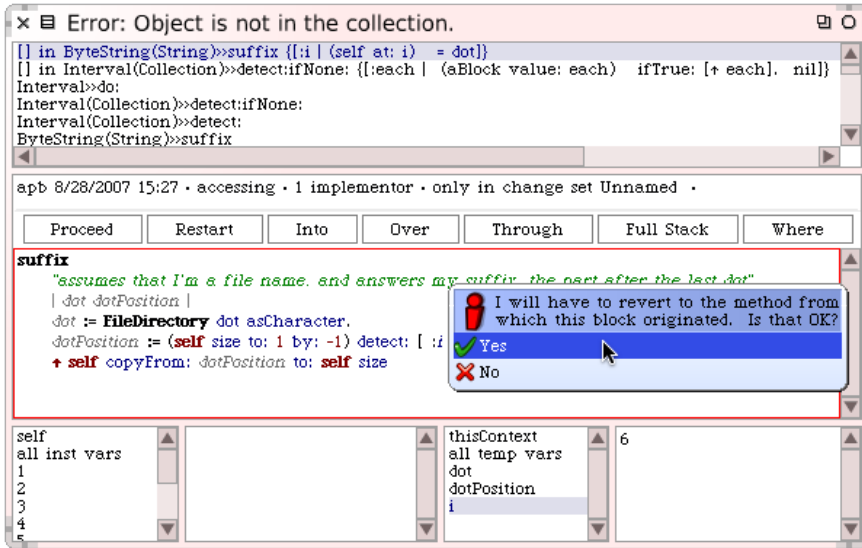 Error: Object is not in the collection.
[] in ByteString(String)»suffix {[:i | (self at: i) = dot]}
[] in Interval(Collection)»detect:ifNone: {[:each | (aBlock value: each) ifTrue: [↑ each]. nil]}
Interval»do:
Interval(Collection)»detect:ifNone:
Interval(Collection)»detect:
ByteString(String)»suffix
apb 8/28/2007 15:27 · accessing · 1 implementor · only in change set Unnamed ·
Proceed Restart Into Over Through Full Stack Where
suffix
"assumes that I'm a file name, and answers my suffix, the part after the last dot"
| dot dotPosition |
dot := FileDirectory dot asCharacter.
dotPosition := (self size to: 1 by: -1) detect: [ :i
↑ self copyFrom: dotPosition to: self size
I will have to revert to the method from
which this block originated. Is that OK?
Yes
No
self
all inst vars
1
2
3
4
5
thisContext
all temp vars
dot
dotPosition
i
6